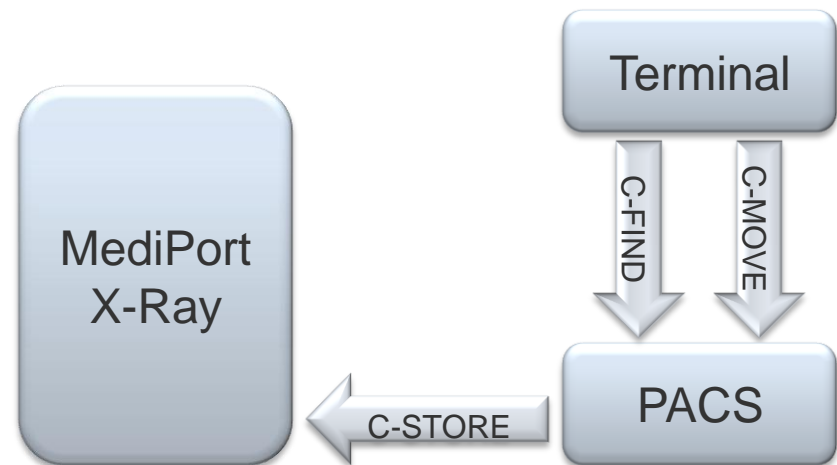 Terminal
MediPort
X-Ray
C-FIND
C-MOVE
C-STORE
PACS